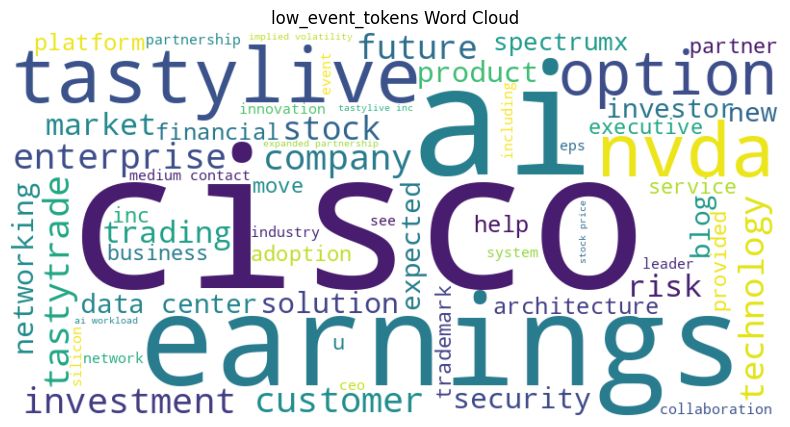 low_event_tokens Word Cloud
platform
partnership
implied volatility
future
spectrumx
partner
tastylive
event
product
option
ai
innovation
tastylive inc
including
investor
new
market
financial
stock
executive
nvda
enterprise
expanded partnership
company
eps
medium contact
move
service
networking
tastytrade
cisco
inc
trading
industry
see
help
blog
provided
technology
business
adoption
expected
system
stock price
leader
risk
data center
solution
trademark
architecture
ai workload
earnings
network
silicon
u
ceo
investment
customer
security
collaboration